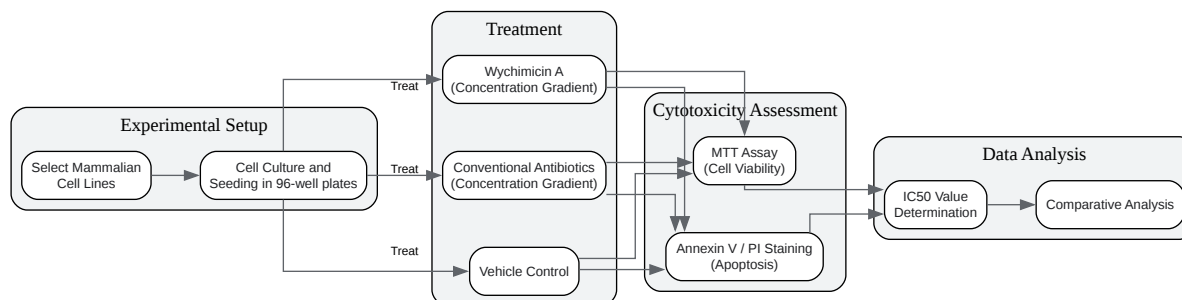 Experimental Setup
Select Mammalian
Cell Lines
Cell Culture and
Seeding in 96-well plates
Treat
Treat
Treat
Treatment
Wychimicin A
(Concentration Gradient)
Conventional Antibiotics
(Concentration Gradient)
Vehicle Control
Cytotoxicity Assessment
MTT Assay
(Cell Viability)
Annexin V / PI Staining
(Apoptosis)
Data Analysis
IC50 Value
Determination
Comparative Analysis